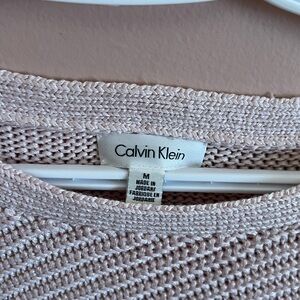 Calvin Klein
M
MADE IN
JORDAN/
FABRIQUE EN
JORDANIE